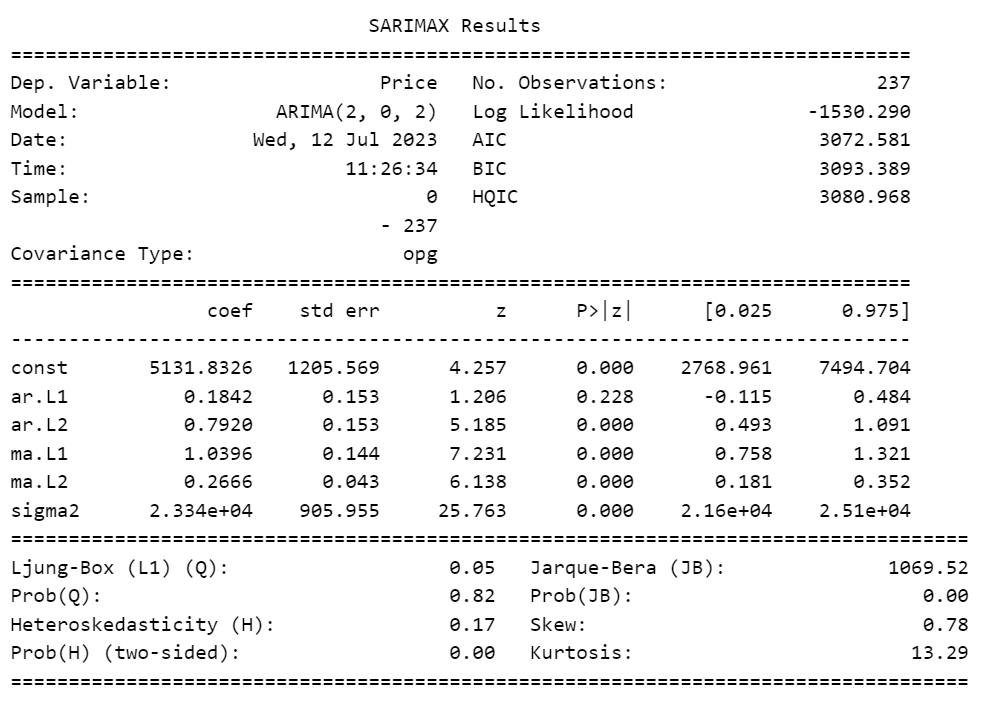 SARIMAX Results
==============================================================================
Dep. Variable:                  Price   No. Observations:                  237
Model:                 ARIMA(2, 0, 2)   Log Likelihood               -1530.290
Date:                Wed, 12 Jul 2023   AIC                           3072.581
Time:                        11:26:34   BIC                           3093.389
Sample:                             0   HQIC                          3080.968
                                - 237
Covariance Type:                  opg
==============================================================================
                 coef    std err          z      P>|z|      [0.025      0.975]
------------------------------------------------------------------------------
const       5131.8326   1205.569      4.257      0.000    2768.961    7494.704
ar.L1          0.1842      0.153      1.206      0.228      -0.115       0.484
ar.L2          0.7920      0.153      5.185      0.000       0.493       1.091
ma.L1          1.0396      0.144      7.231      0.000       0.758       1.321
ma.L2          0.2666      0.043      6.138      0.000       0.181       0.352
sigma2      2.334e+04    905.955     25.763      0.000    2.16e+04    2.51e+04
===================================================================================
Ljung-Box (L1) (Q):                   0.05   Jarque-Bera (JB):              1069.52
Prob(Q):                              0.82   Prob(JB):                         0.00
Heteroskedasticity (H):               0.17   Skew:                             0.78
Prob(H) (two-sided):                  0.00   Kurtosis:                        13.29
===================================================================================